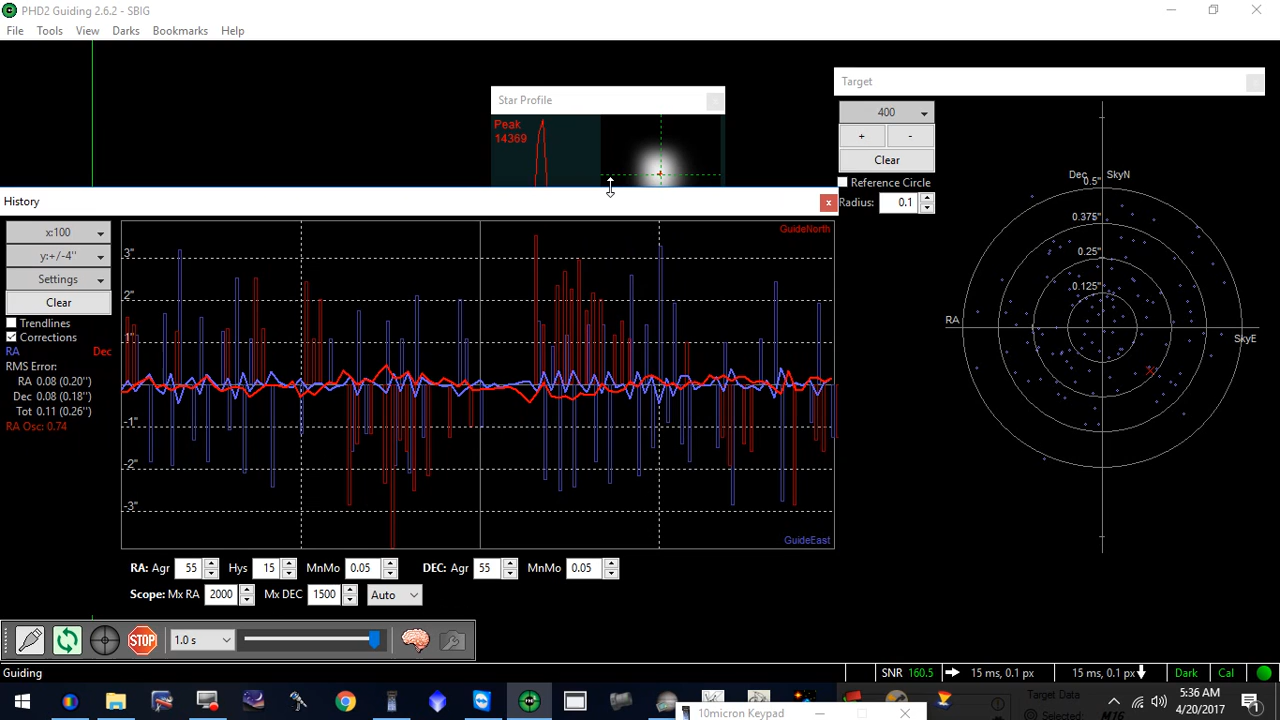 PHD2 Guiding 2.6.2 - SBIG
File Tools View Darks Bookmarks Help
Star Profile
Peak
14369
Target
400
+ -
Clear
Reference Circle
Radius: 0.1
Dec SkyN
0.5"
0.375"
0.25"
0.125"
RA
SkyE
History
x:100
y:+/-4"
Settings
Clear
Trendlines
Corrections
RA Dec
RMS Error:
RA 0.08 (0.20")
Dec 0.08 (0.18")
Tot 0.11 (0.26")
RA Osc: 0.74
GuideNorth
3"
2"
1"
-1"
-2"
-3"
GuideEast
RA: Agr 55 Hys 15 MnMo 0.05 DEC: Agr 55 MnMo 0.05
Scope: Mx RA 2000 Mx DEC 1500 Auto
STOP 1.0 s
Guiding SNR 160.5 15 ms, 0.1 px 15 ms, 0.1 px Dark Cal
Target Data
Selected: M16
10micron Keypad
5:36 AM
4/20/2017
1